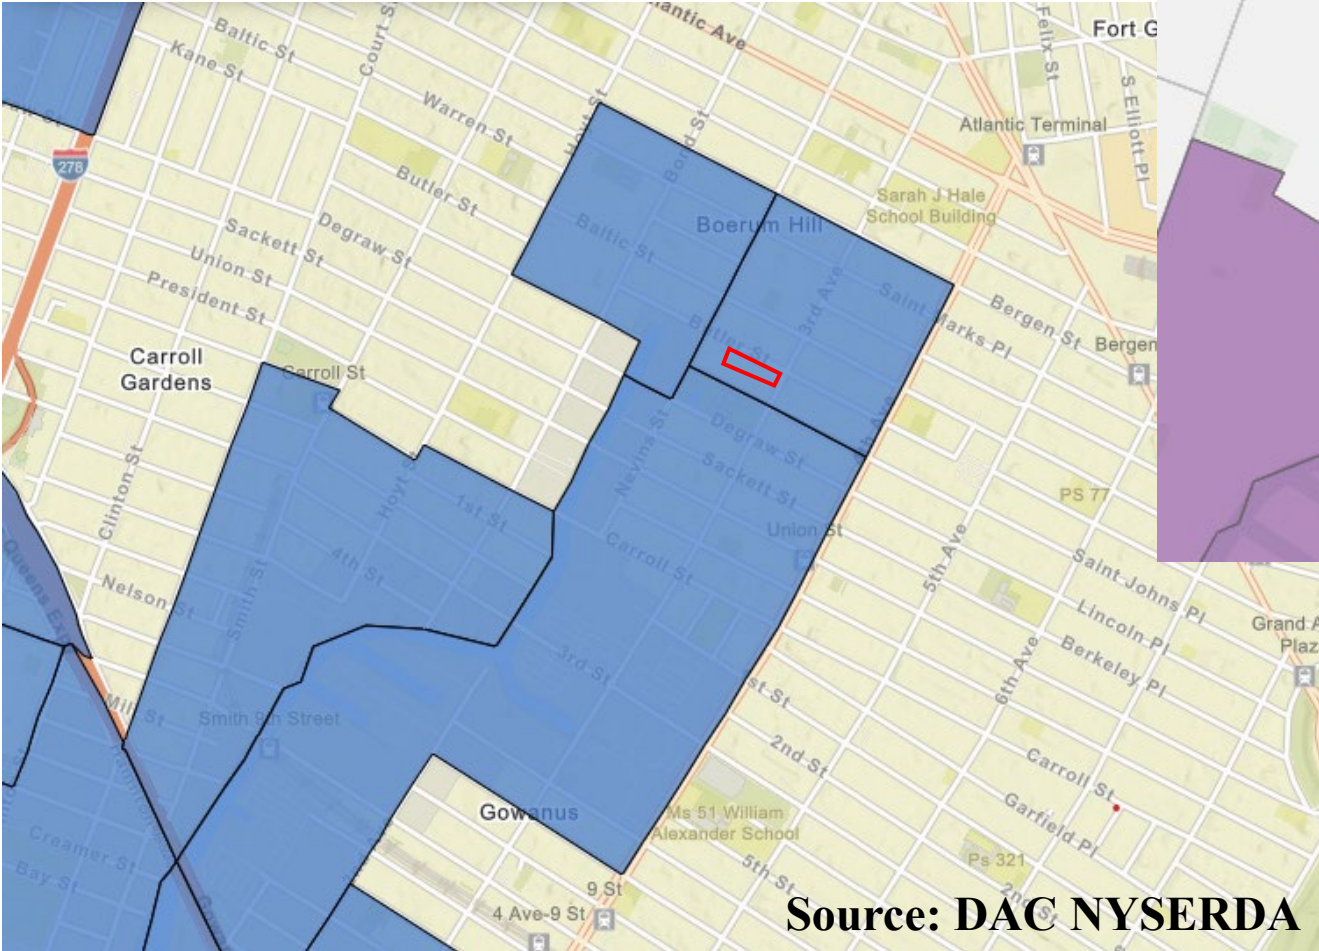 Atlantic Ave
Felix St
Fort G
S Elliott Pl
Court S
Baltic St
Kane St
Warren St
Hoyt St
Bond St
Atlantic Terminal
278
Butler St
Sarah J Hale
School Building
Degraw St
Sackett St
Boerum Hill
Baltic St
Union St
President St
3rd Ave
Saint Marks Pl
Bergen St
Butler St
Bergen
Carroll
Gardens
Carroll St
Degraw St
Nevins St
Sackett St
Hoyt S
Clinton St
1st St
PS 77
Union St
Carroll St
4th St
5th Ave
Saint Johns Pl
Nelson St
Smith St
Lincoln Pl
Grand A
Plaz
Berkeley Pl
3rd St
6th Ave
st St
Mill St
Smith 9th Street
2nd St
Carroll St
Garfield Pl
Gowanus
Ms 51 William
Alexander School
Creamer St
Bay St
5th St
Ps 321
2nd St
9 St
4 Ave-9 St
Source: DAC NYSERDA